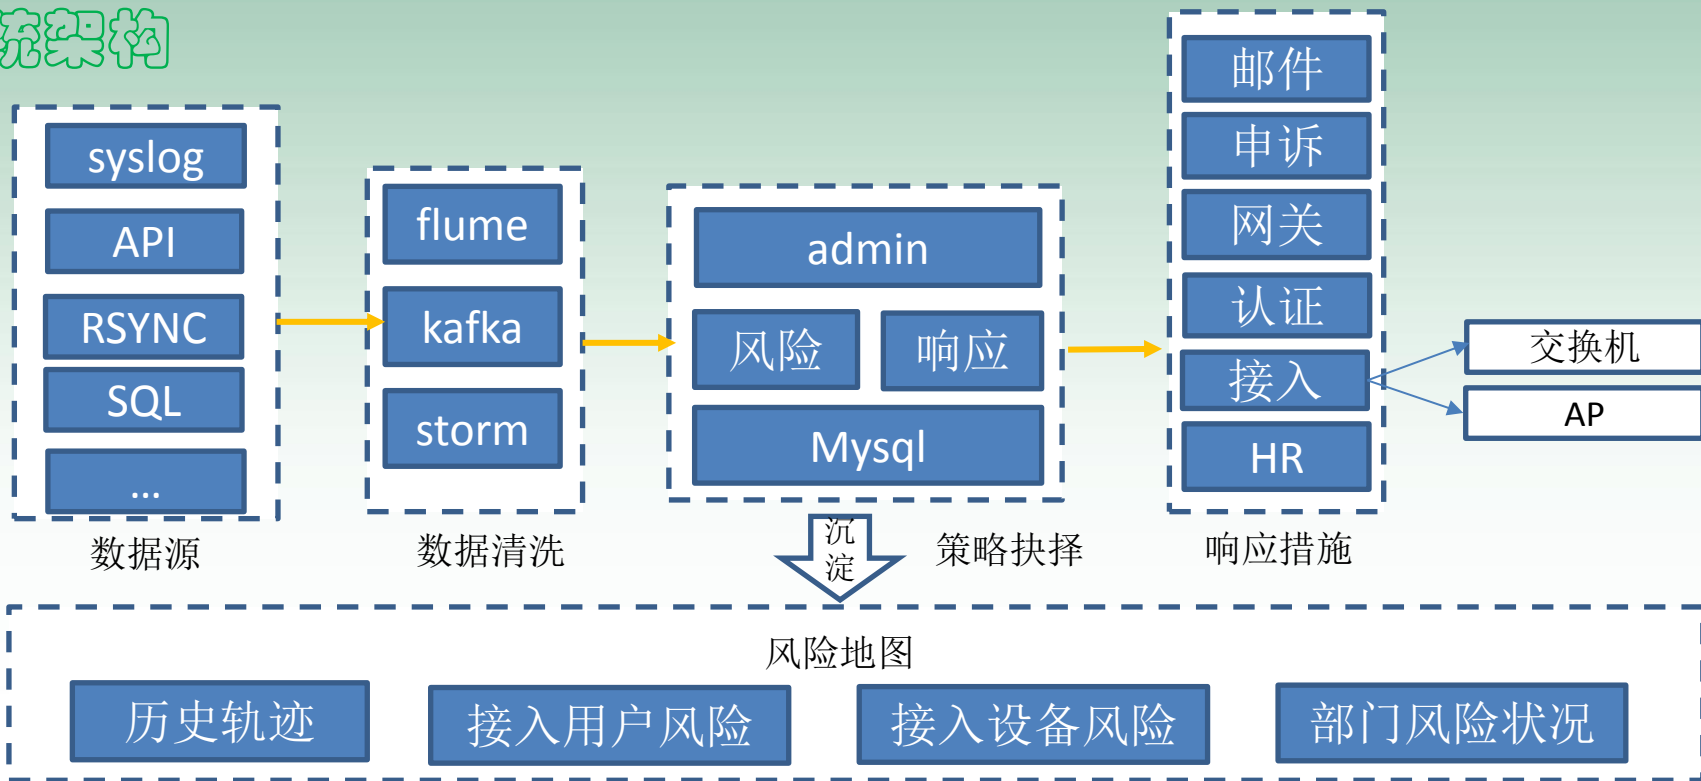 统架构
syslog
API
RSYNC
SQL
...
数据源
flume
kafka
storm
数据清洗
admin
风险
响应
Mysql
策略抉择
沉
淀
邮件
申诉
网关
认证
接入
HR
响应措施
交换机
AP
风险地图
历史轨迹
接入用户风险
接入设备风险
部门风险状况